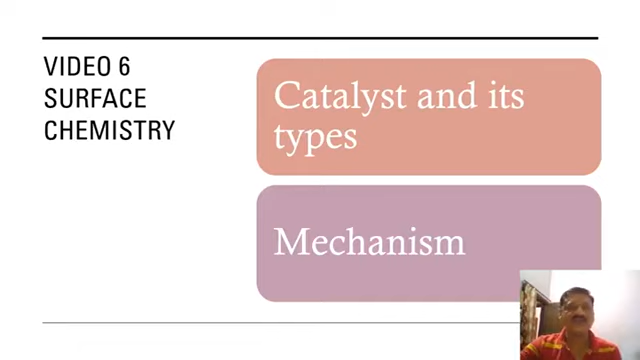 VIDEO 6
SURFACE
CHEMISTRY
Catalyst and its
types
Mechanism